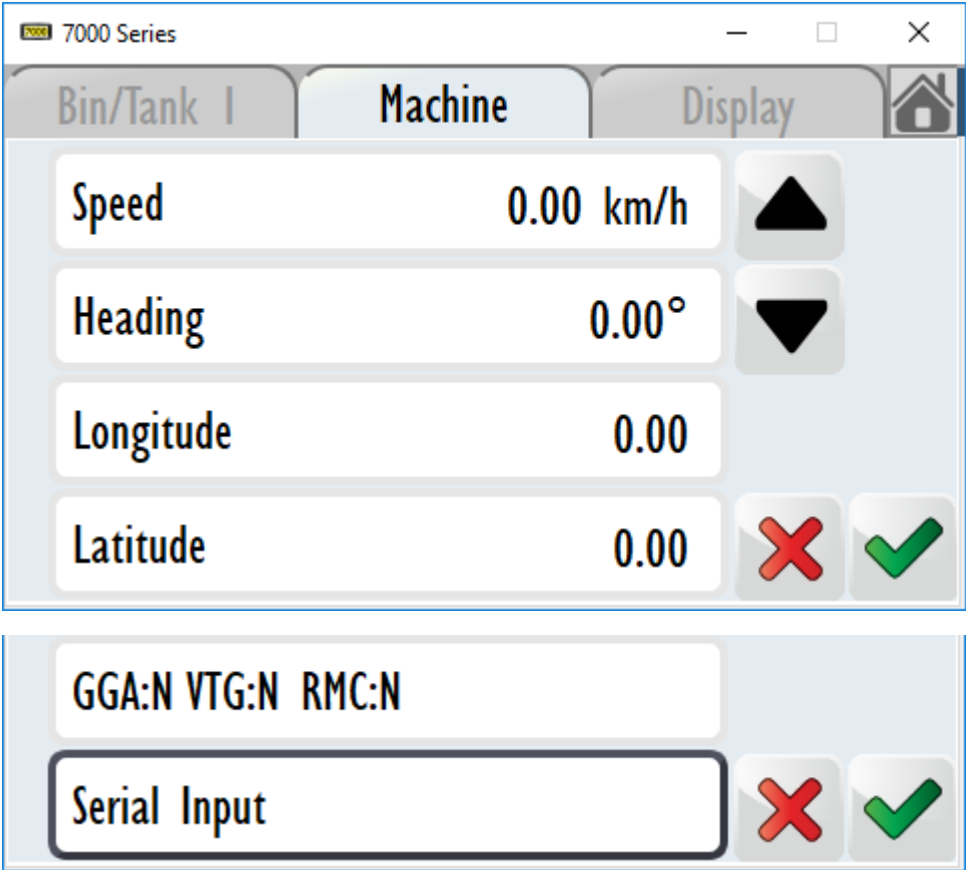 7000 7000 Series
Bin/Tank 1 Machine Display
Speed 0.00 km/h
Heading 0.00°
Longitude 0.00
Latitude 0.00
GGA:N VTG:N RMC:N
Serial Input